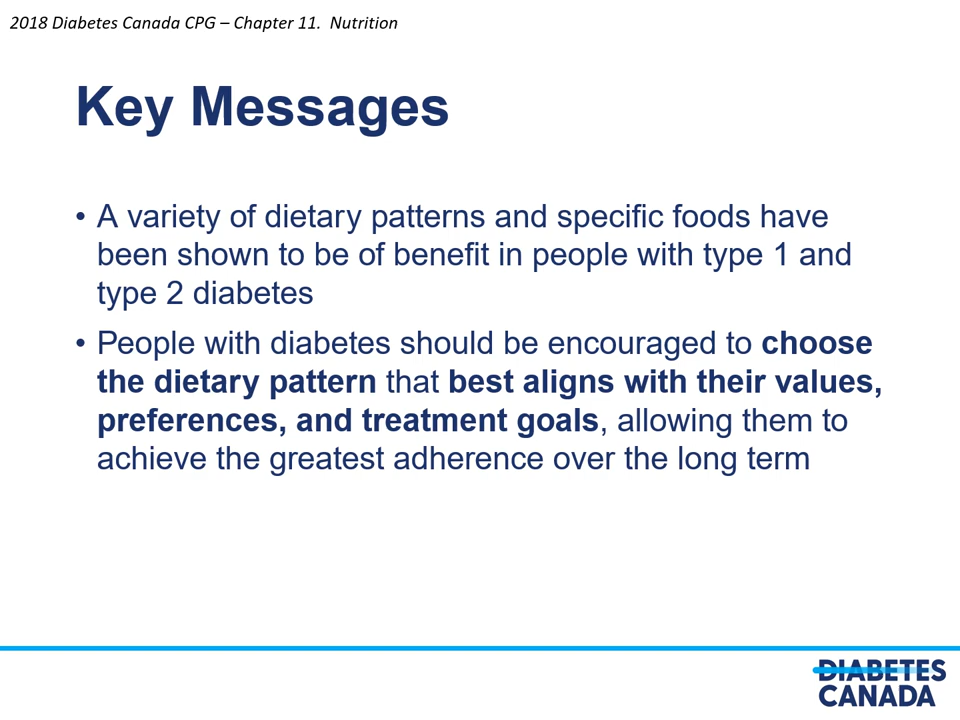 2018 Diabetes Canada CPG – Chapter 11.  Nutrition
Key Messages
• A variety of dietary patterns and specific foods have
been shown to be of benefit in people with type 1 and
type 2 diabetes
• People with diabetes should be encouraged to choose
the dietary pattern that best aligns with their values,
preferences, and treatment goals, allowing them to
achieve the greatest adherence over the long term
DIABETES
CANADA